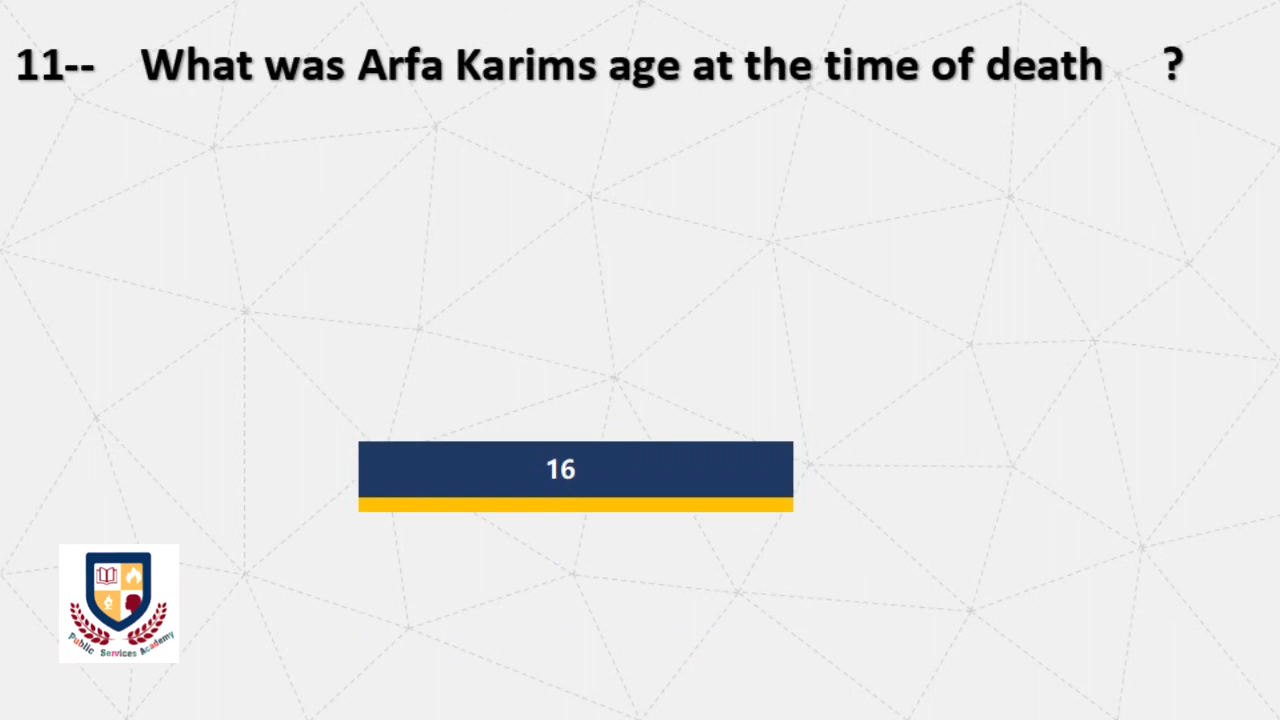 11-- What was Arfa Karims age at the time of death ?
16
Public Services Academy